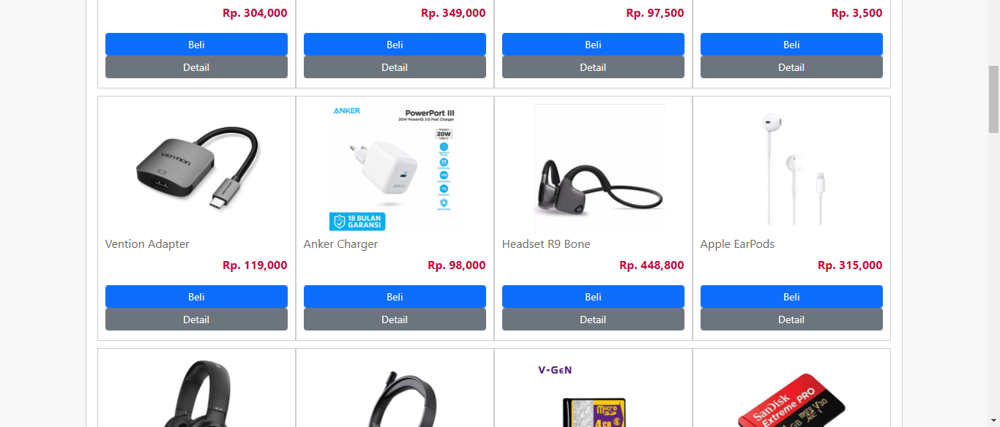 Rp. 304,000
Rp. 349,000
Rp. 97,500
Rp. 3,500
Beli
Beli
Beli
Beli
Detail
Detail
Detail
Detail
VENTION
ANKER
PowerPort III
20W PowerIQ 3.0 Fast Charger
20W
ANKER
18 BULAN
GARANSI
Vention Adapter
Anker Charger
Headset R9 Bone
Apple EarPods
Rp. 119,000
Rp. 98,000
Rp. 448,800
Rp. 315,000
Beli
Beli
Beli
Beli
Detail
Detail
Detail
Detail
V-GeN
Micro
SanDisk
Extreme PRO